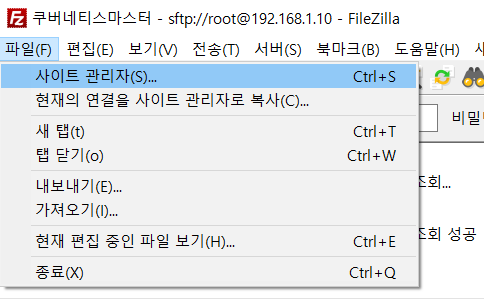 쿠버네티스마스터 - sftp://root@192.168.1.10 - FileZilla
파일(F) 편집(E) 보기(V) 전송(T) 서버(S) 북마크(B) 도움말(H) 새
사이트 관리자(S)... Ctrl+S
현재의 연결을 사이트 관리자로 복사(C)...
비밀번
새 탭(t) Ctrl+T
탭 닫기(o) Ctrl+W
내보내기(E)... 조회...
가져오기(I)...
현재 편집 중인 파일 보기(H)... Ctrl+E 조회 성공
종료(X) Ctrl+Q